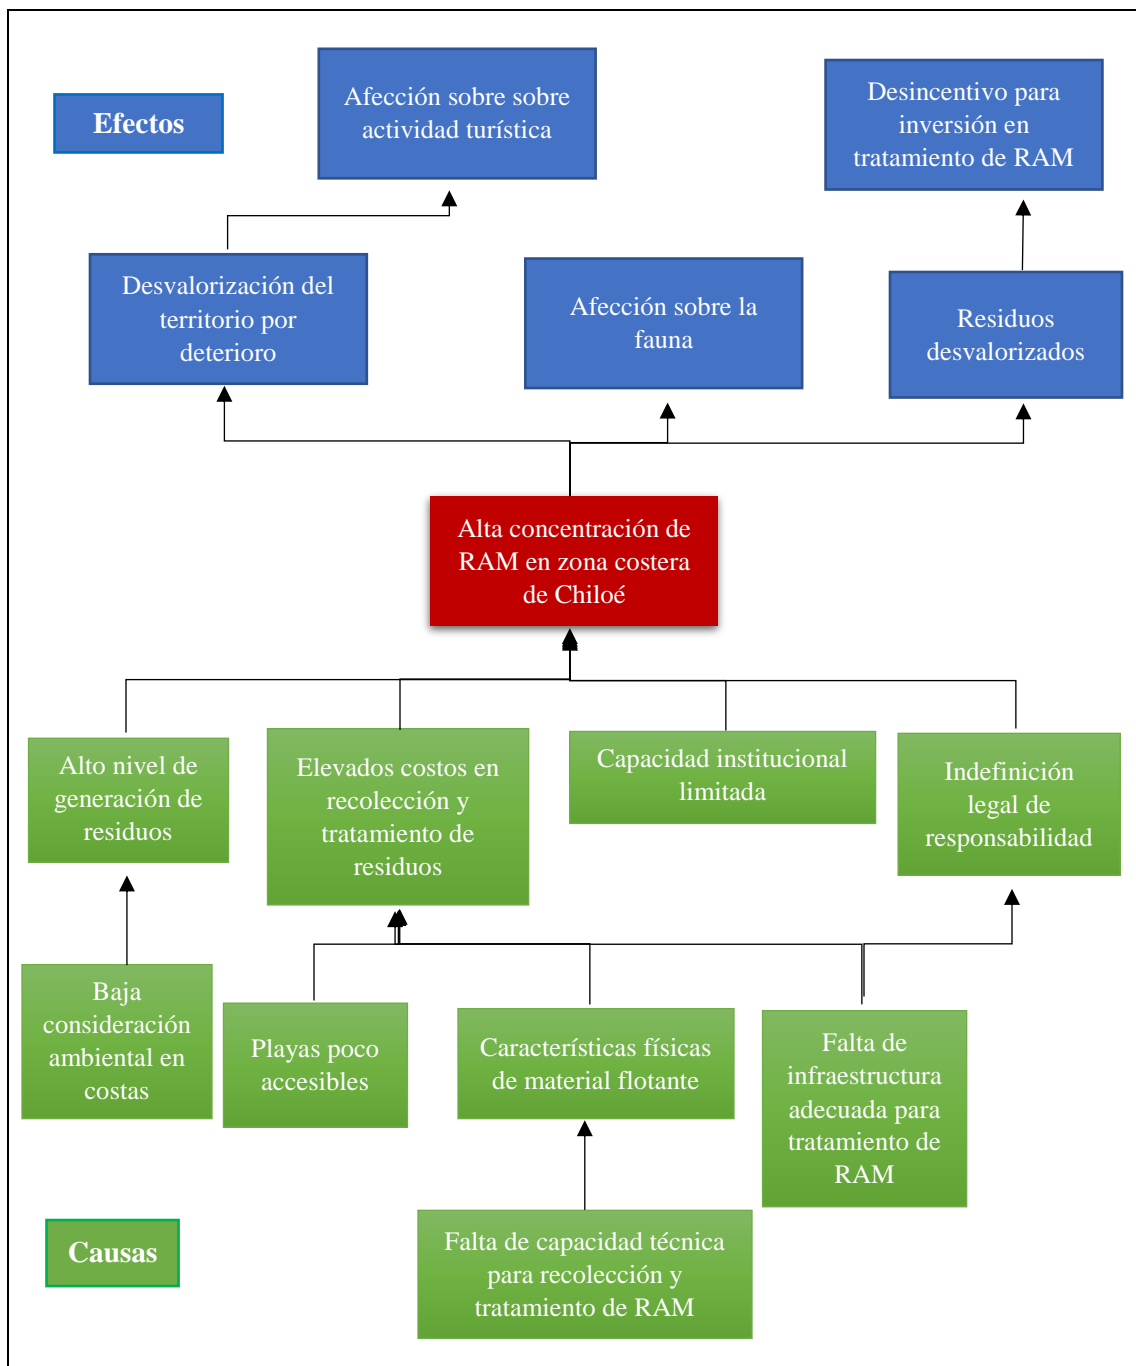 Efectos
Afección sobre sobre
actividad turística
Desincentivo para
inversión en
tratamiento de RAM
Desvalorización del
territorio por
deterioro
Afección sobre la
fauna
Residuos
desvalorizados
Alta concentración de
RAM en zona costera
de Chiloé
Alto nivel de
generación de
residuos
Elevados costos en
recolección y
tratamiento de
residuos
Capacidad institucional
limitada
Indefinición
legal de
responsabilidad
Baja
consideración
ambiental en
costas
Playas poco
accesibles
Características físicas
de material flotante
Falta de
infraestructura
adecuada para
tratamiento de
RAM
Causas
Falta de capacidad técnica
para recolección y
tratamiento de RAM